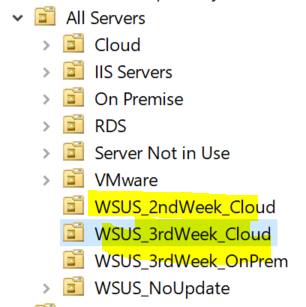 All Servers
Cloud
IIS Servers
On Premise
RDS
Server Not in Use
VMware
WSUS_2ndWeek_Cloud
WSUS_3rdWeek_Cloud
WSUS_3rdWeek_OnPrem
WSUS_NoUpdate